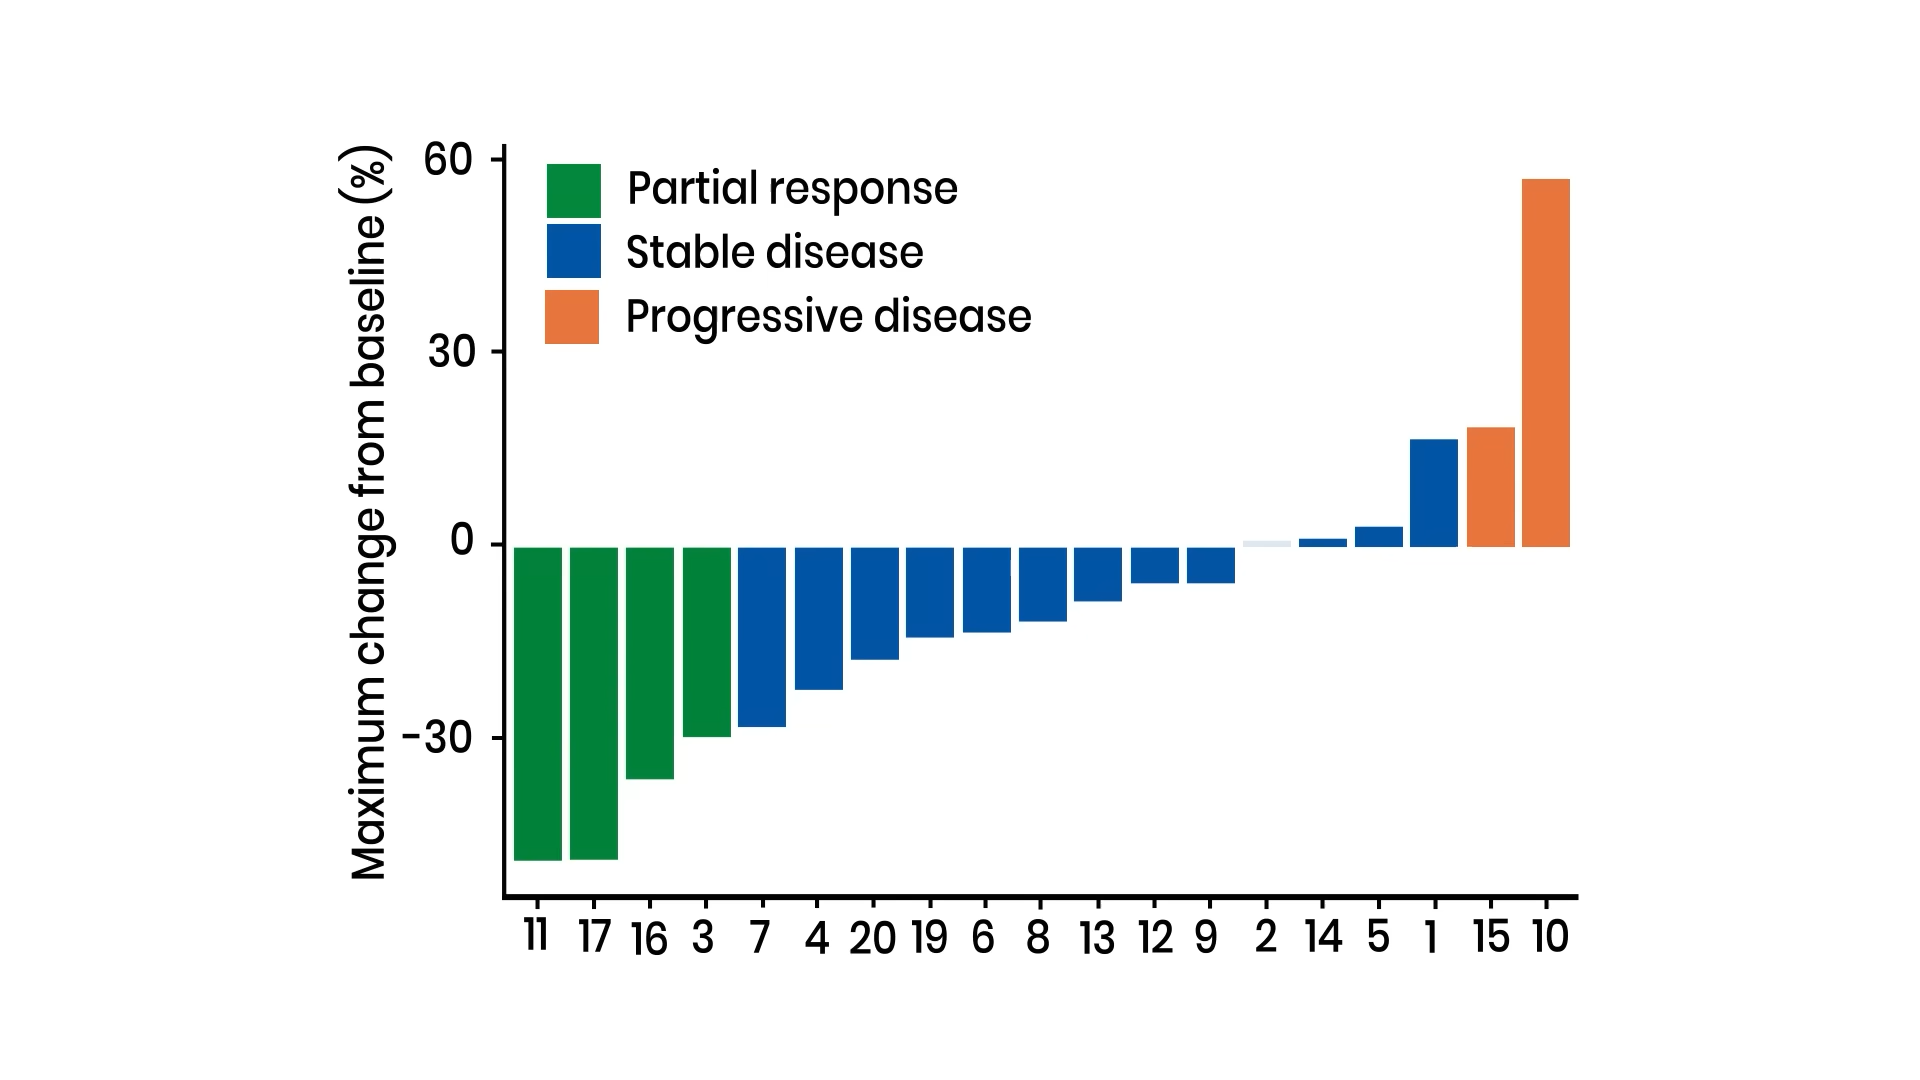 Maximum change from baseline (%)
60
30
0
-30
Partial response
Stable disease
Progressive disease
11 17 16 3 7 4 20 19 6 8 13 12 9 2 14 5 1 15 10